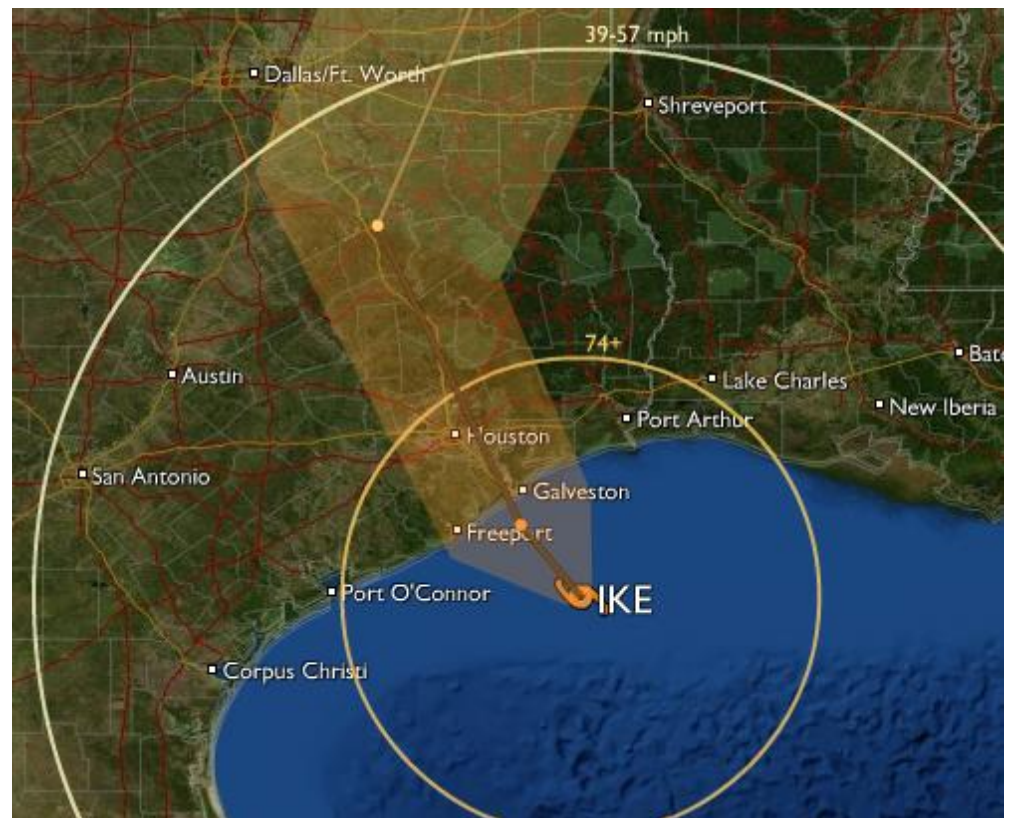 39-57 mph
Dallas/Ft. Worth
Shreveport
74+
Austin
Lake Charles
New Iberia
Port Arthur
Houston
San Antonio
Galveston
Freeport
Port O'Connor
IKE
Corpus Christi